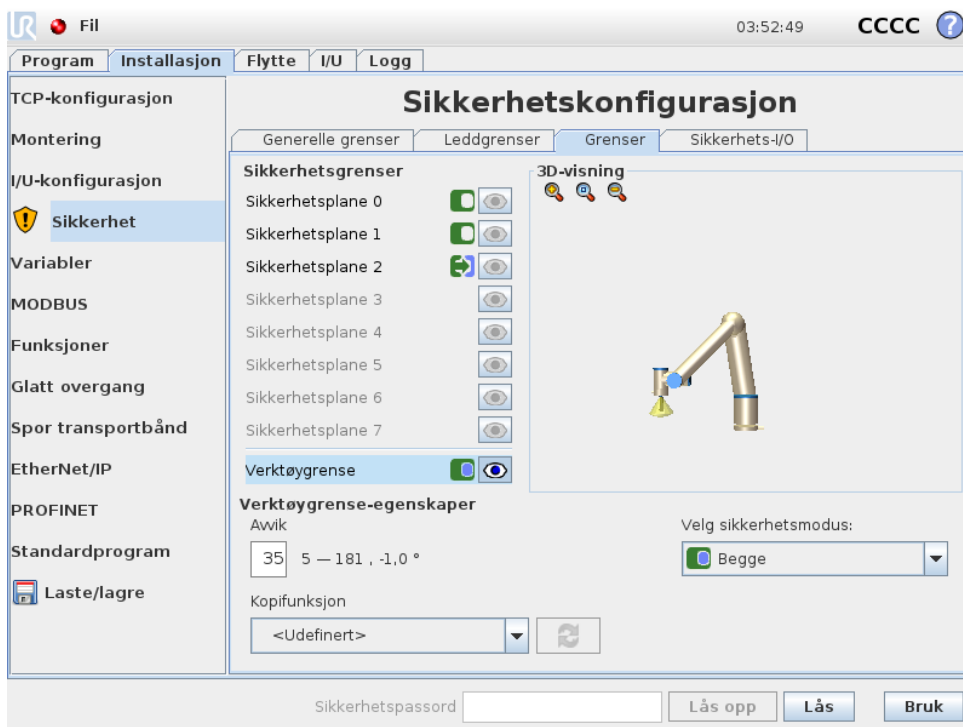 UR Fil 03:52:49 CCCC ?
Program Installasjon Flytte I/U Logg
TCP-konfigurasjon
Montering
I/U-konfigurasjon
Sikkerhet
Variabler
MODBUS
Funksjoner
Glatt overgang
Spor transportbånd
EtherNet/IP
PROFINET
Standardprogram
Laste/lagre
Sikkerhetskonfigurasjon
Generelle grenser Leddgrenser Grenser Sikkerhets-I/O
Sikkerhetsgrenser
Sikkerhetsplane 0
Sikkerhetsplane 1
Sikkerhetsplane 2
Sikkerhetsplane 3
Sikkerhetsplane 4
Sikkerhetsplane 5
Sikkerhetsplane 6
Sikkerhetsplane 7
Verktøygrense
3D-visning
Verktøygrense-egenskaper
Avvik
35 5 — 181 , -1,0 °
Kopifunksjon
<Udefinert>
Velg sikkerhetsmodus:
Begge
Sikkerhetspassord Lås opp Lås Bruk